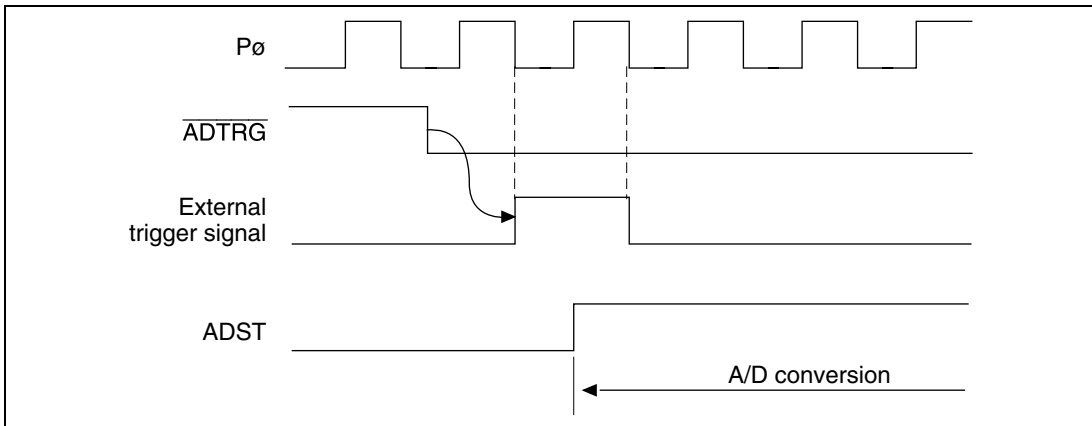 Pø
ADTRG
External
trigger signal
ADST
A/D conversion